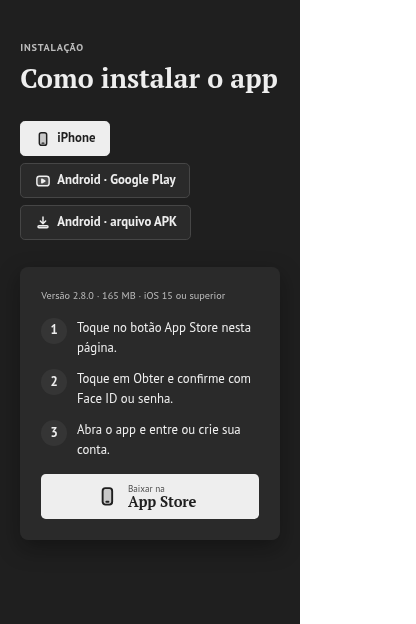 INSTALAÇÃO
Como instalar o app
iPhone
Android · Google Play
Android · arquivo APK
Versão 2.8.0 · 165 MB · iOS 15 ou superior
1 Toque no botão App Store nesta
página.
2 Toque em Obter e confirme com
Face ID ou senha.
3 Abra o app e entre ou crie sua
conta.
Baixar na
App Store